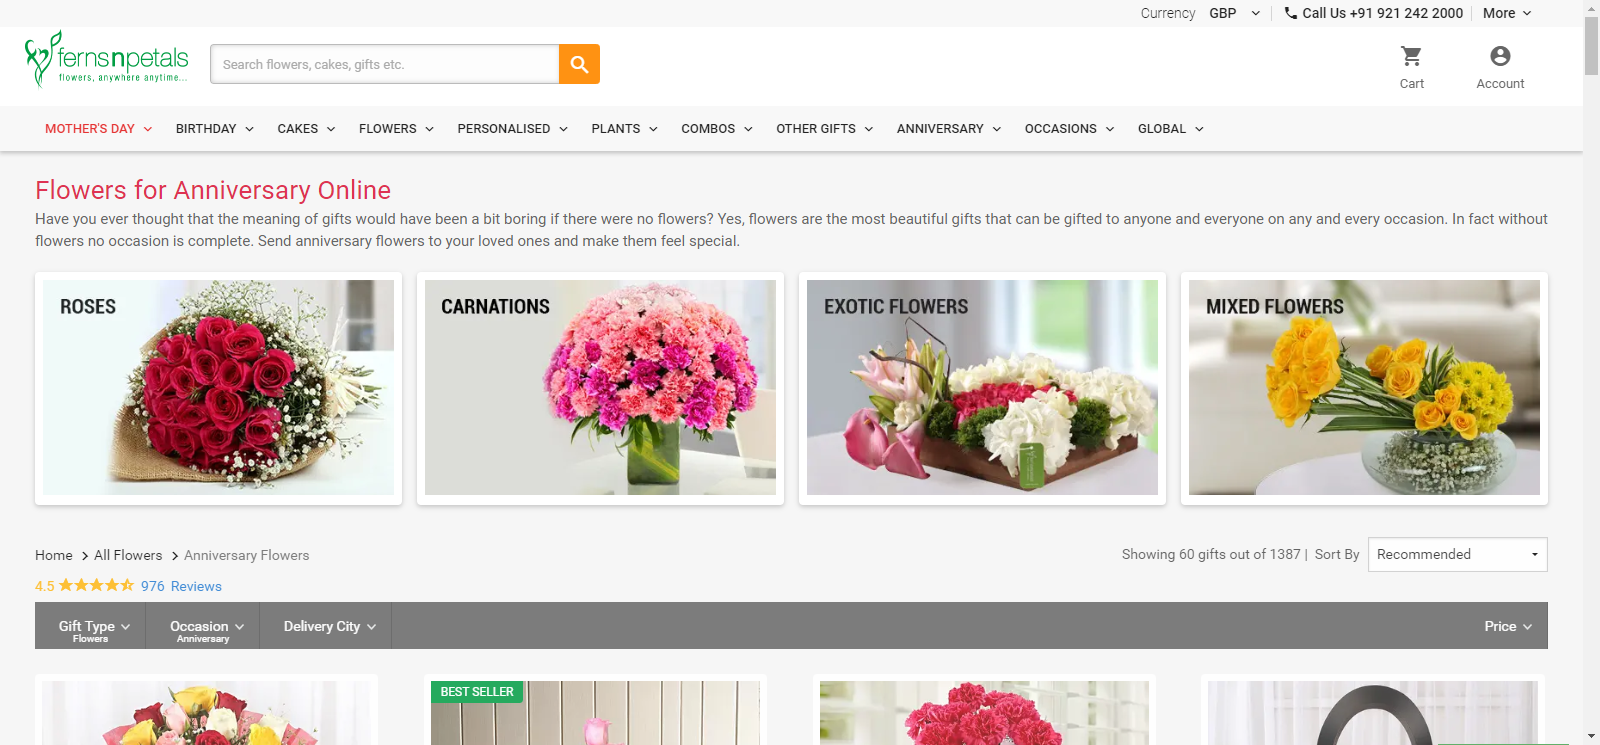 Currency GBP Call Us +91 921 242 2000 More
fernsnpetals
flowers, anywhere anytime...
Search flowers, cakes, gifts etc.
Cart Account
MOTHER'S DAY BIRTHDAY CAKES FLOWERS PERSONALISED PLANTS COMBOS OTHER GIFTS ANNIVERSARY OCCASIONS GLOBAL
Flowers for Anniversary Online
Have you ever thought that the meaning of gifts would have been a bit boring if there were no flowers? Yes, flowers are the most beautiful gifts that can be gifted to anyone and everyone on any and every occasion. In fact without
flowers no occasion is complete. Send anniversary flowers to your loved ones and make them feel special.
ROSES CARNATIONS EXOTIC FLOWERS MIXED FLOWERS
Home > All Flowers > Anniversary Flowers
Showing 60 gifts out of 1387 | Sort By Recommended
4.5 976 Reviews
Gift Type Occasion Delivery City Price
Flowers Anniversary
BEST SELLER